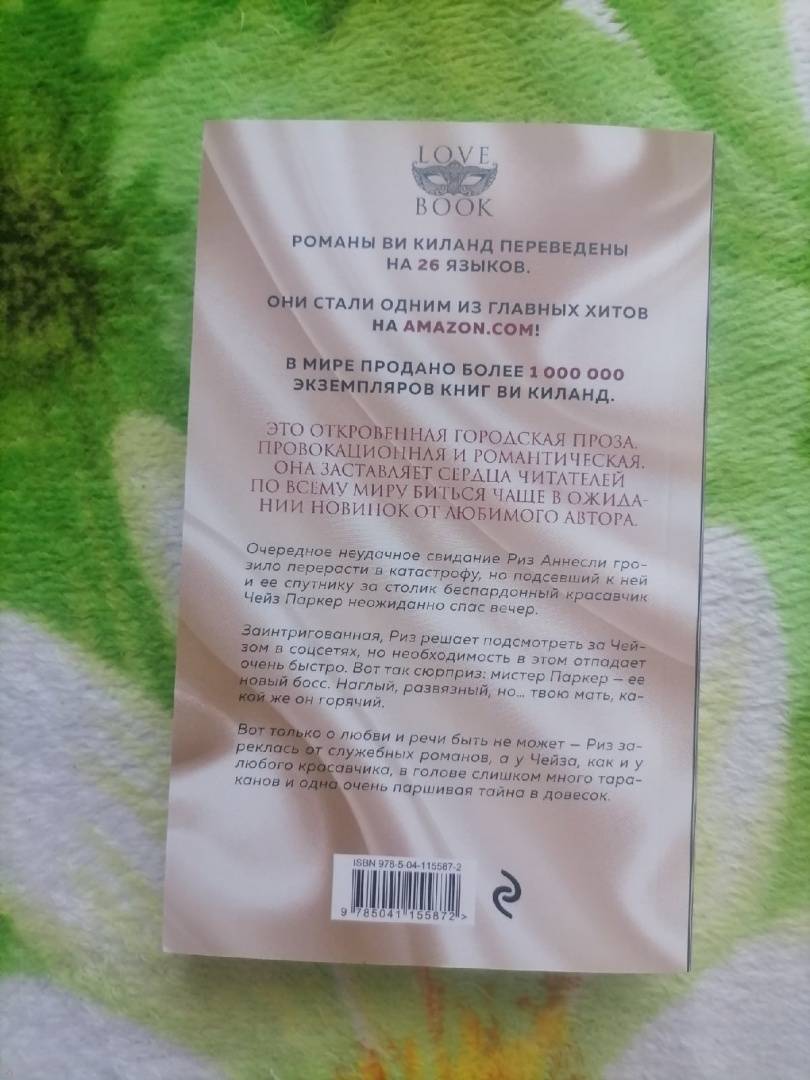 LOVE
BOOK
РОМАНЫ ВИ КИЛАНД ПЕРЕВЕДЕНЫ
НА 26 ЯЗЫКОВ.
ОНИ СТАЛИ ОДНИМ ИЗ ГЛАВНЫХ ХИТОВ
НА AMAZON.COM!
В МИРЕ ПРОДАНО БОЛЕЕ 1 000 000
ЭКЗЕМПЛЯРОВ КНИГ ВИ КИЛАНД.
ЭТО ОТКРОВЕННАЯ ГОРОДСКАЯ ПРОЗА.
ПРОВОКАЦИОННАЯ И РОМАНТИЧЕСКАЯ.
ОНА ЗАСТАВЛЯЕТ СЕРДЦА ЧИТАТЕЛЕЙ
ПО ВСЕМУ МИРУ БИТЬСЯ ЧАЩЕ В ОЖИДА-
НИИ НОВИНОК ОТ ЛЮБИМОГО АВТОРА.
Очередное неудачное свидание Риз Аннесли гро-
зило перерасти в катастрофу, но подсевший к ней
и ее спутнику за столик беспардонный красавчик
Чейз Паркер неожиданно спас вечер.
Заинтригованная, Риз решает подсмотреть за Чей-
зом в соцсетях, но необходимость в этом отпадает
очень быстро. Вот так сюрприз: мистер Паркер – ее
новый босс. Наглый, развязный, но... твою мать, ка-
кой же он горячий.
Вот только о любви и речи быть не может – Риз за-
реклась от служебных романов, а у Чейза, как и у
любого красавчика, в голове слишком много тара-
канов и одна очень паршивая тайна в довесок.
ISBN 978-5-04-115587-2
9 785041 155872 >